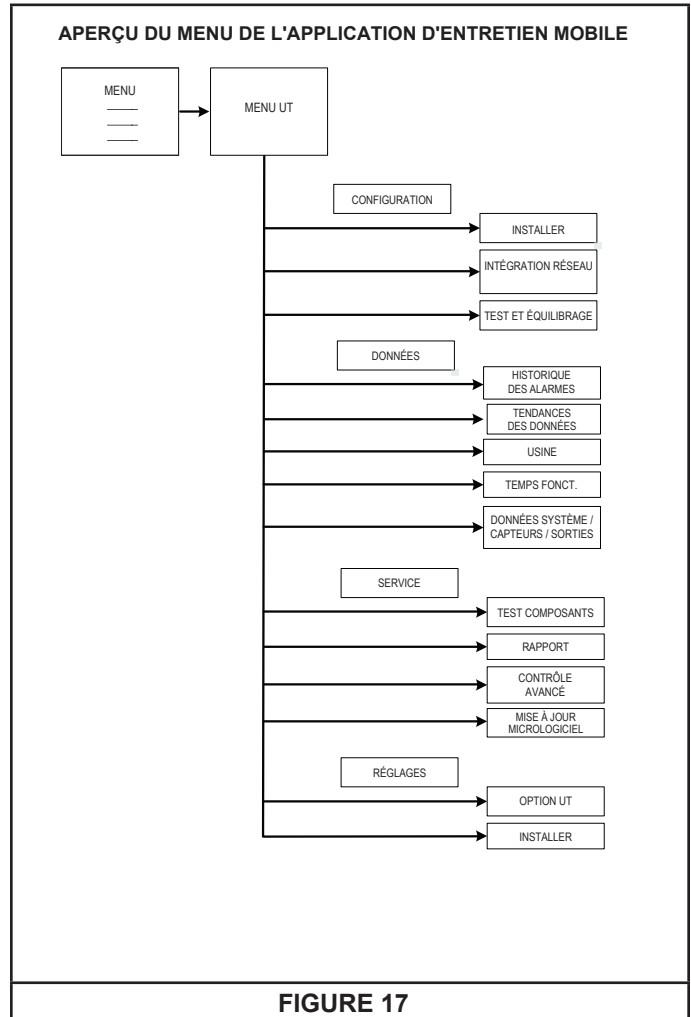 APERÇU DU MENU DE L'APPLICATION D'ENTRETIEN MOBILE
MENU
MENU UT
CONFIGURATION
INSTALLER
INTÉGRATION RÉSEAU
TEST ET ÉQUILIBRAGE
DONNÉES
HISTORIQUE
DES ALARMES
TENDANCES
DES DONNÉES
USINE
TEMPS FONCT.
DONNÉES SYSTÈME /
CAPTEURS / SORTIES
SERVICE
TEST COMPOSANTS
RAPPORT
CONTRÔLE
AVANCÉ
MISE À JOUR
MICROLOGICIEL
RÉGLAGES
OPTION UT
INSTALLER
FIGURE 17